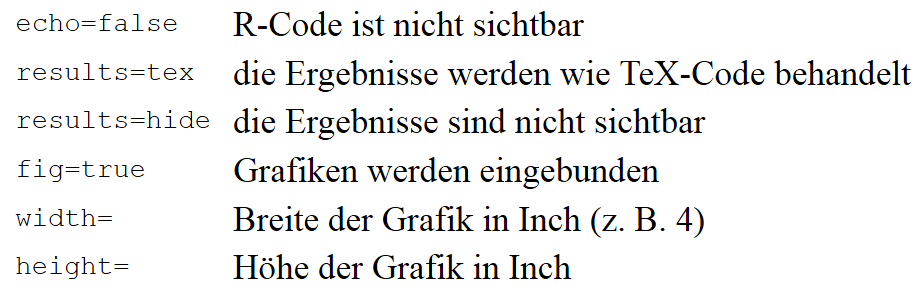 echo=false R-Code ist nicht sichtbar
results=tex die Ergebnisse werden wie TeX-Code behandelt
results=hide die Ergebnisse sind nicht sichtbar
fig=true Grafiken werden eingebunden
width= Breite der Grafik in Inch (z. B. 4)
height= Höhe der Grafik in Inch